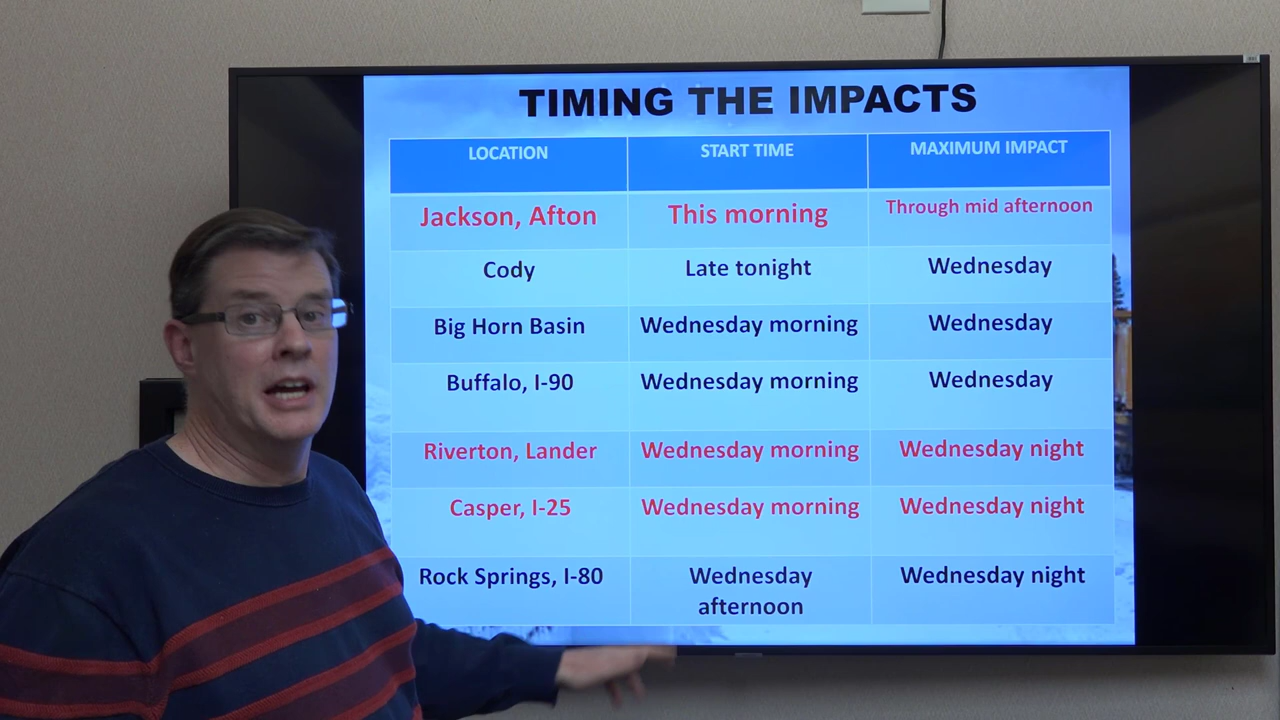 TIMING THE IMPACTS
LOCATION START TIME MAXIMUM IMPACT
Jackson, Afton This morning Through mid afternoon
Cody Late tonight Wednesday
Big Horn Basin Wednesday morning Wednesday
Buffalo, I-90 Wednesday morning Wednesday
Riverton, Lander Wednesday morning Wednesday night
Casper, I-25 Wednesday morning Wednesday night
Rock Springs, I-80 Wednesday Wednesday night
afternoon